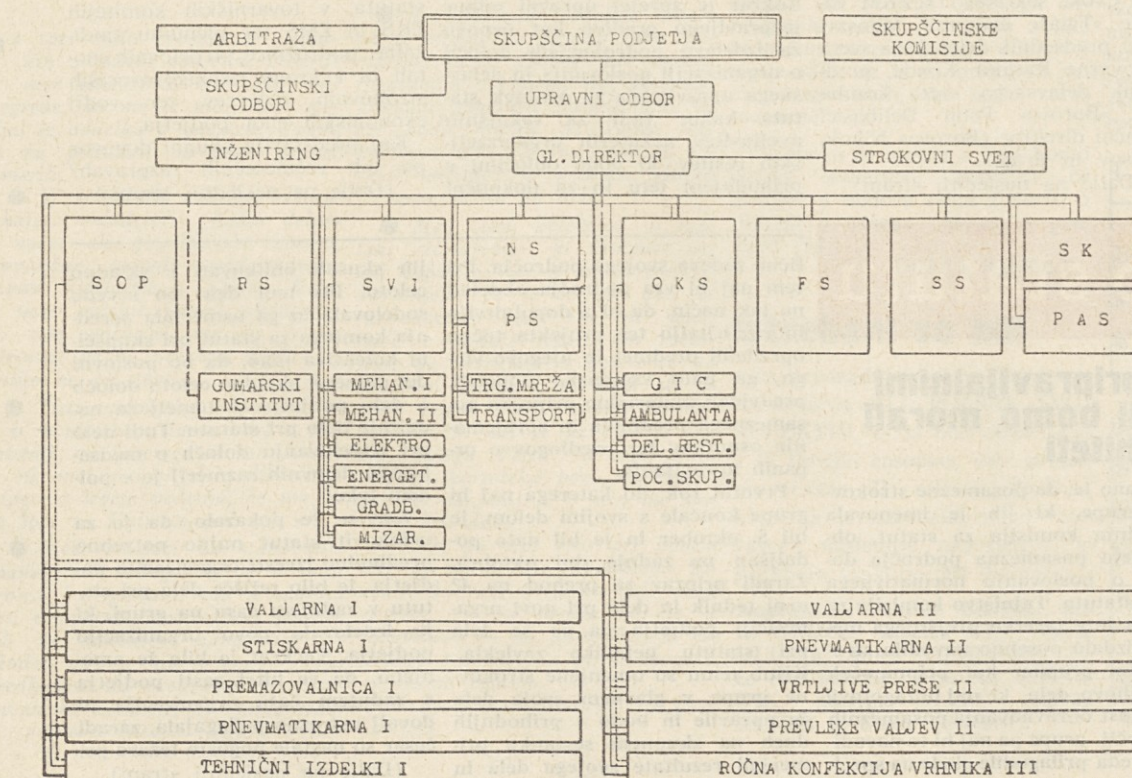 ARBITRAŽA
SKUPŠČINA PODJETJA
SKUPŠČINSKE
KOMISIJE
SKUPŠČINSKI
ODBORI
UPRAVNI ODBOR
INŽENIRING
GL.DIREKTOR
STROKOVNI SVET
S O P
R S
S V I
N S
P S
O K S
F S
S S
S K
P A S
GUMARSKI
INSTITUT
MEHAN.I
MEHAN.II
ELEKTRO
ENERGET.
GRADB.
MIZAR.
TRG.MREŽA
TRANSPORT
G I C
AMBULANTA
DEL.REST.
POČ.SKUP.
VALJARNA I
STISKARNA I
PREMAZOVALNICA I
PNEVMATIKARNA I
TEHNIČNI IZDELKI I
VALJARNA II
PNEVMATIKARNA II
VRTLJIVE PREŠE II
PREVLEKE VALJEV II
ROČNA KONFEKCIJA VRHNIKA III